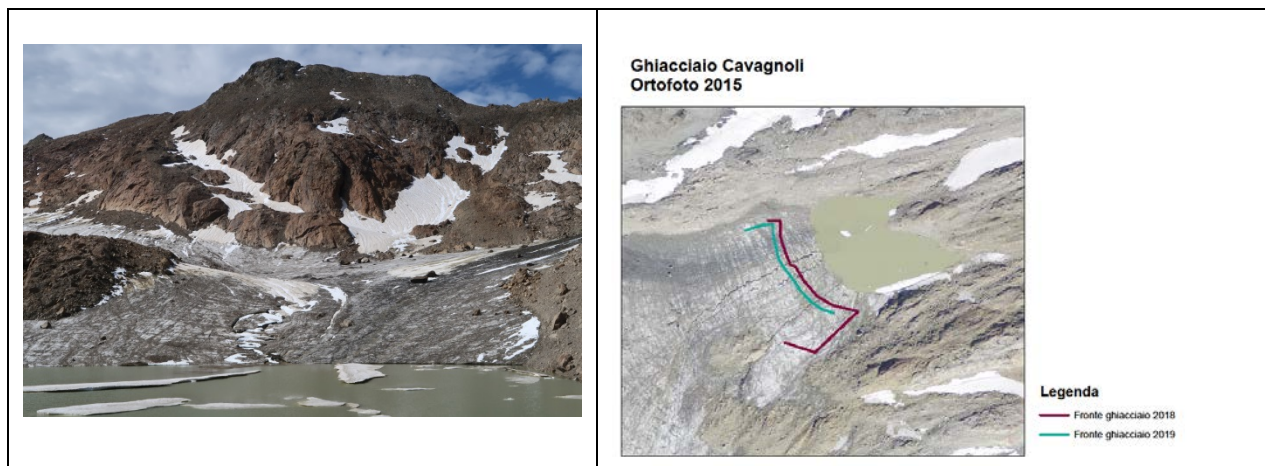 Ghiacciaio Cavagnoli
Ortofoto 2015
Legenda
Fronte ghiacciaio 2018
Fronte ghiacciaio 2019